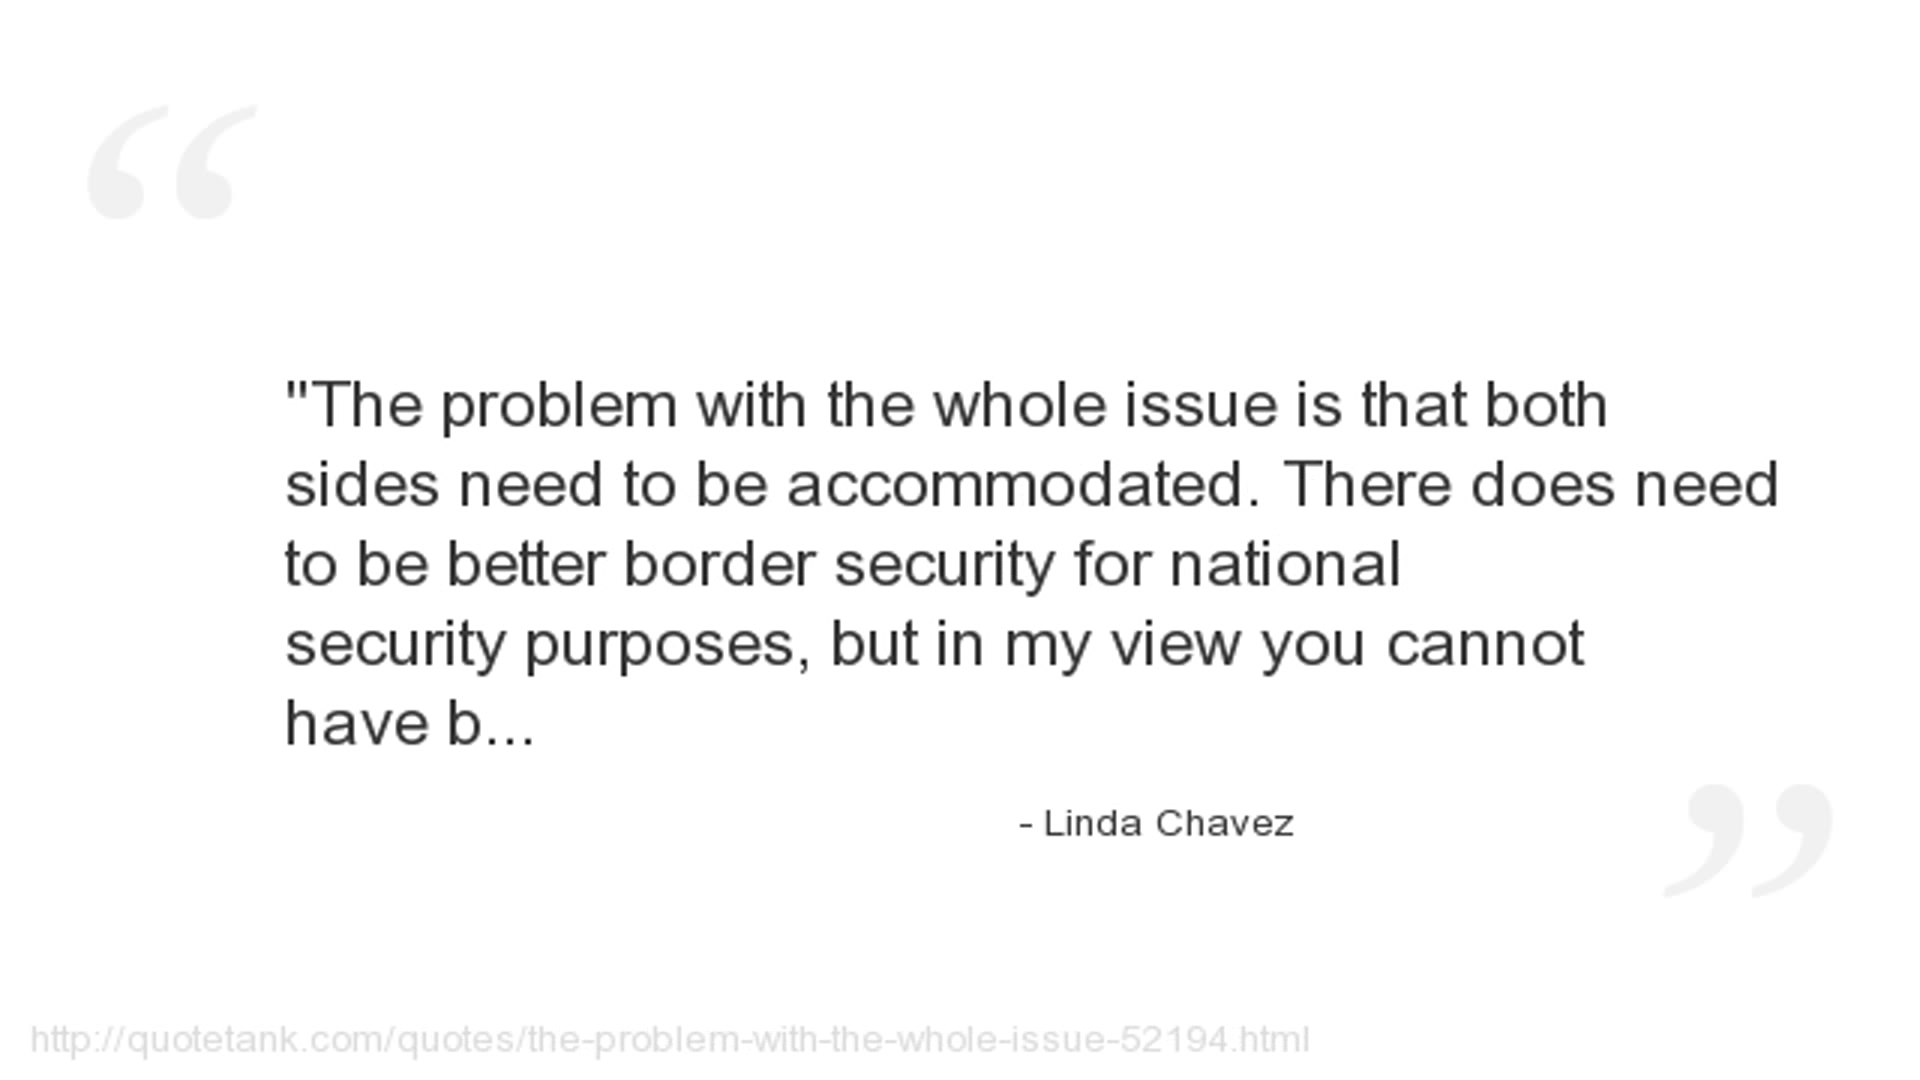 "The problem with the whole issue is that both
sides need to be accommodated. There does need
to be better border security for national
security purposes, but in my view you cannot
have b...
- Linda Chavez
http://quotetank.com/quotes/the-problem-with-the-whole-issue-52194.html